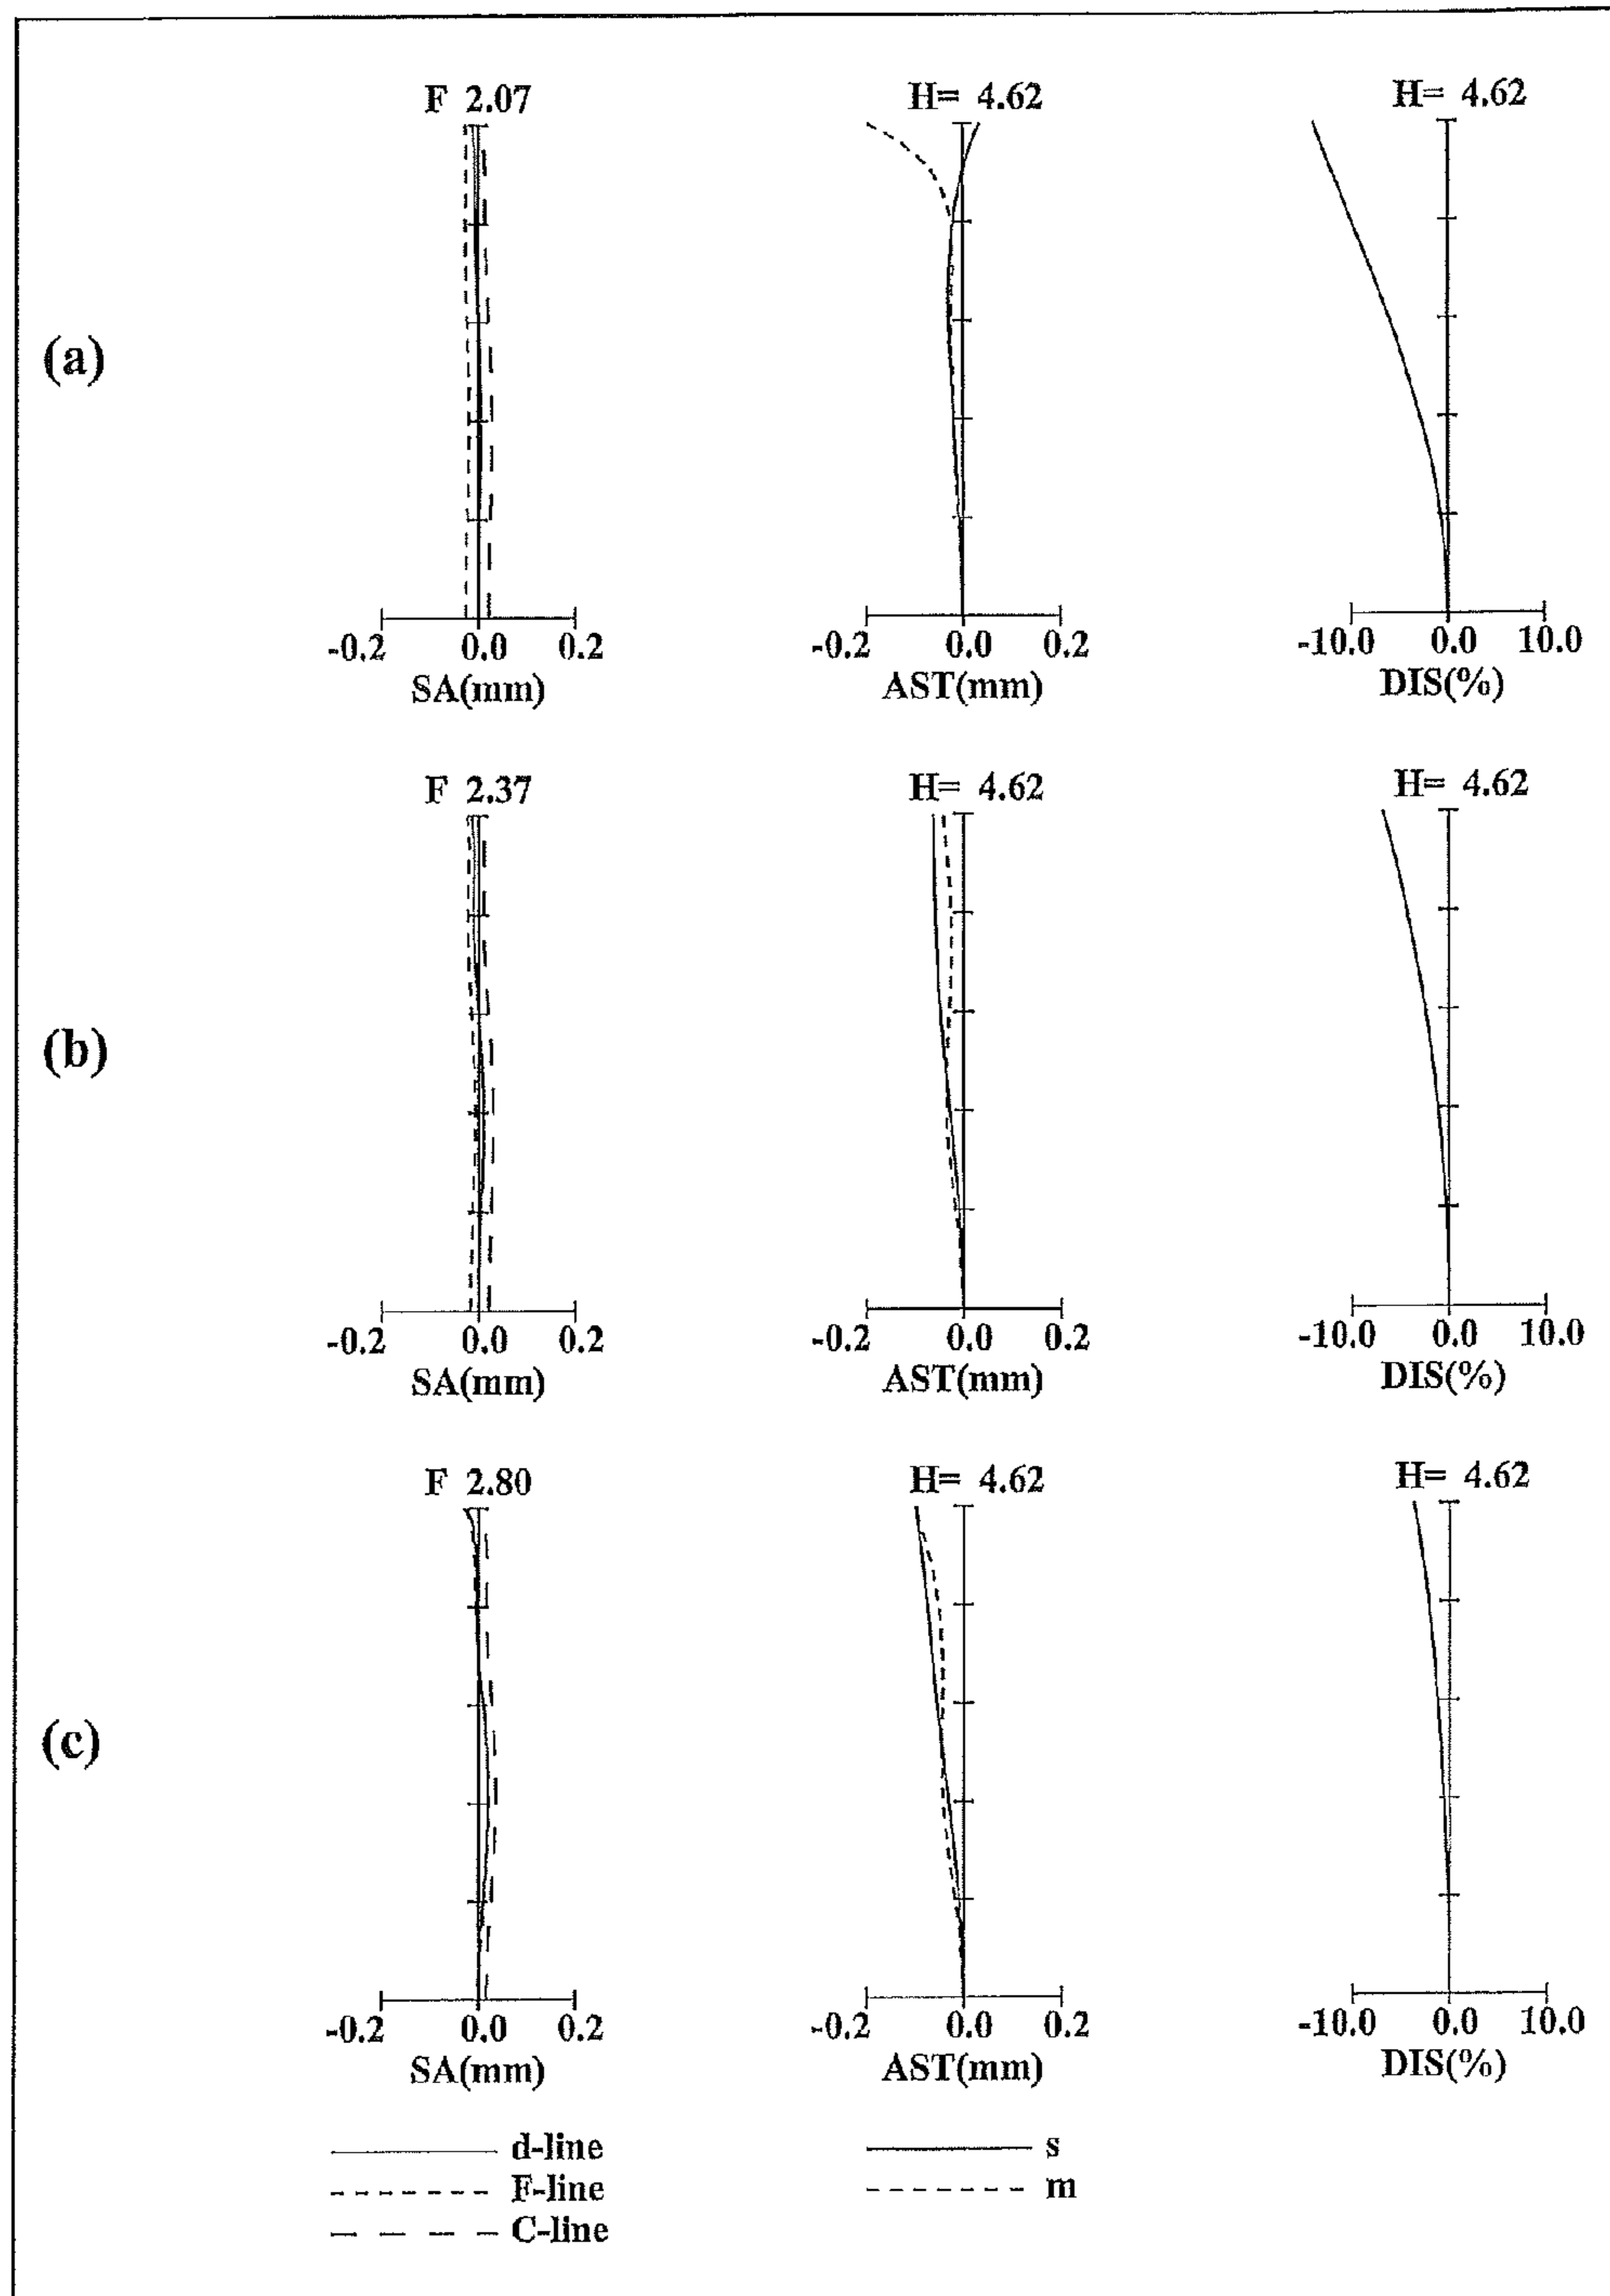 F 2.07 H= 4.62 H= 4.62
(a)
-0.2 0.0 0.2 -0.2 0.0 0.2 -10.0 0.0 10.0
SA(mm) AST(mm) DIS(%)
F 2.37 H= 4.62 H= 4.62
(b)
-0.2 0.0 0.2 -0.2 0.0 0.2 -10.0 0.0 10.0
SA(mm) AST(mm) DIS(%)
F 2.80 H= 4.62 H= 4.62
(c)
-0.2 0.0 0.2 -0.2 0.0 0.2 -10.0 0.0 10.0
SA(mm) AST(mm) DIS(%)
d-line s
F-line m
C-line